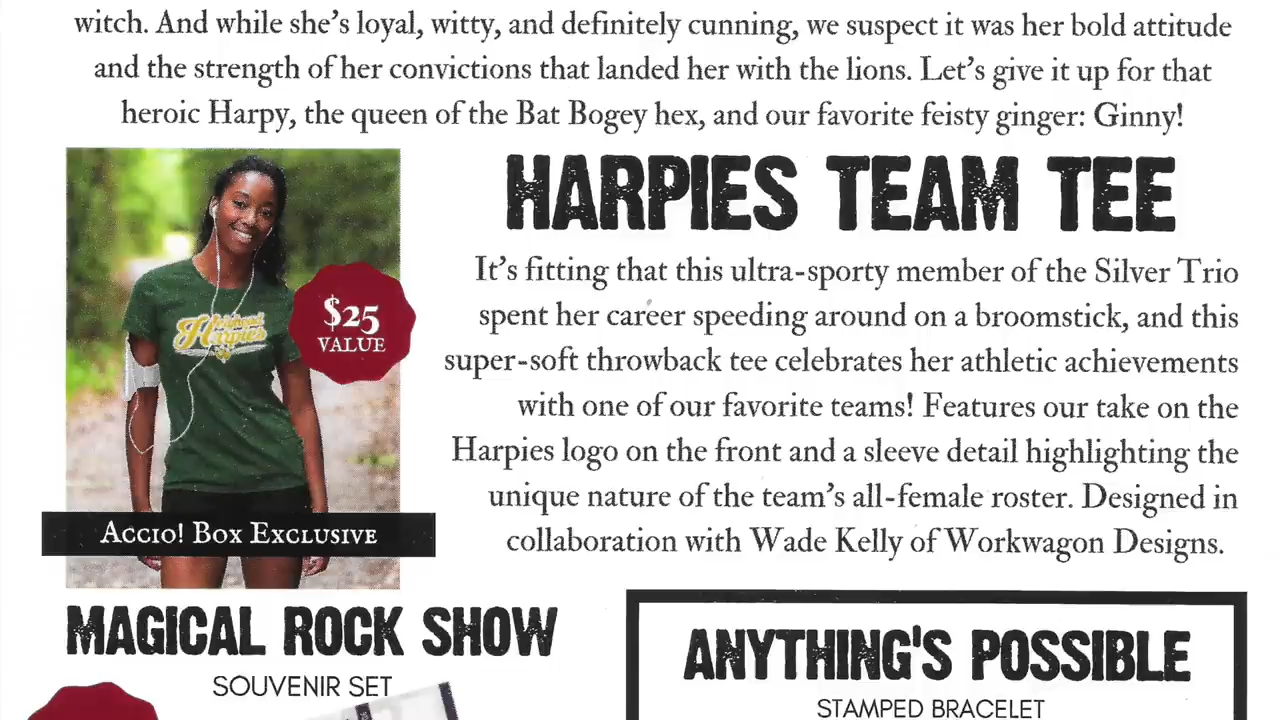 witch. And while she's loyal, witty, and definitely cunning, we suspect it was her bold attitude
and the strength of her convictions that landed her with the lions. Let's give it up for that
heroic Harpy, the queen of the Bat Bogey hex, and our favorite feisty ginger: Ginny!
HARPIES TEAM TEE
It's fitting that this ultra-sporty member of the Silver Trio
spent her career speeding around on a broomstick, and this
super-soft throwback tee celebrates her athletic achievements
with one of our favorite teams! Features our take on the
Harpies logo on the front and a sleeve detail highlighting the
unique nature of the team's all-female roster. Designed in
collaboration with Wade Kelly of Workwagon Designs.
$25
VALUE
Harpies
Accio! Box Exclusive
MAGICAL ROCK SHOW
SOUVENIR SET
ANYTHING'S POSSIBLE
STAMPED BRACELET